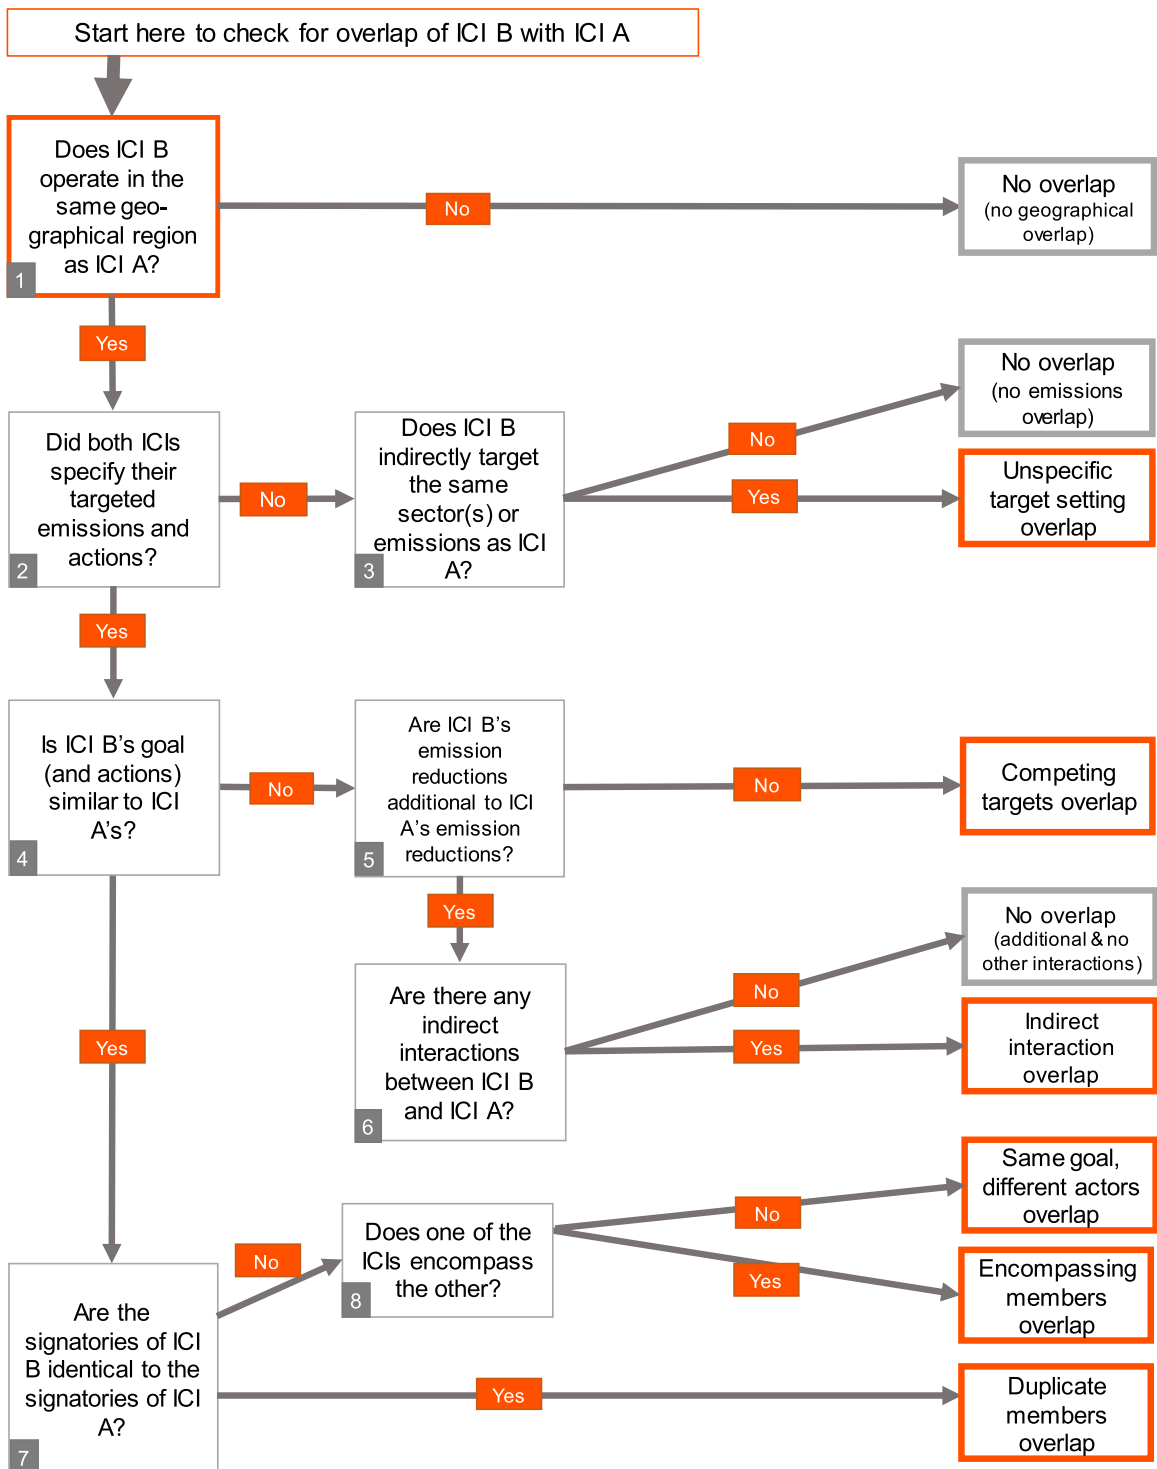 Start here to check for overlap of ICI B with ICI A
Does ICI B
operate in the
same geo-
graphical region
as ICI A?
1
No
No overlap
(no geographical
overlap)
Yes
Did both ICIs
specify their
targeted
emissions and
actions?
2
No
Does ICI B
indirectly target
the same
sector(s) or
emissions as ICI
A?
3
No
No overlap
(no emissions
overlap)
Yes
Unspecific
target setting
overlap
Yes
Is ICI B’s goal
(and actions)
similar to ICI
A’s?
4
No
Are ICI B’s
emission
reductions
additional to ICI
A’s emission
reductions?
5
No
Competing
targets overlap
Yes
Are there any
indirect
interactions
between ICI B
and ICI A?
6
No
No overlap
(additional & no
other interactions)
Yes
Indirect
interaction
overlap
Yes
Are the
signatories of ICI
B identical to the
signatories of ICI
A?
7
No
Does one of the
ICIs encompass
the other?
8
No
Same goal,
different actors
overlap
Yes
Encompassing
members
overlap
Yes
Duplicate
members
overlap